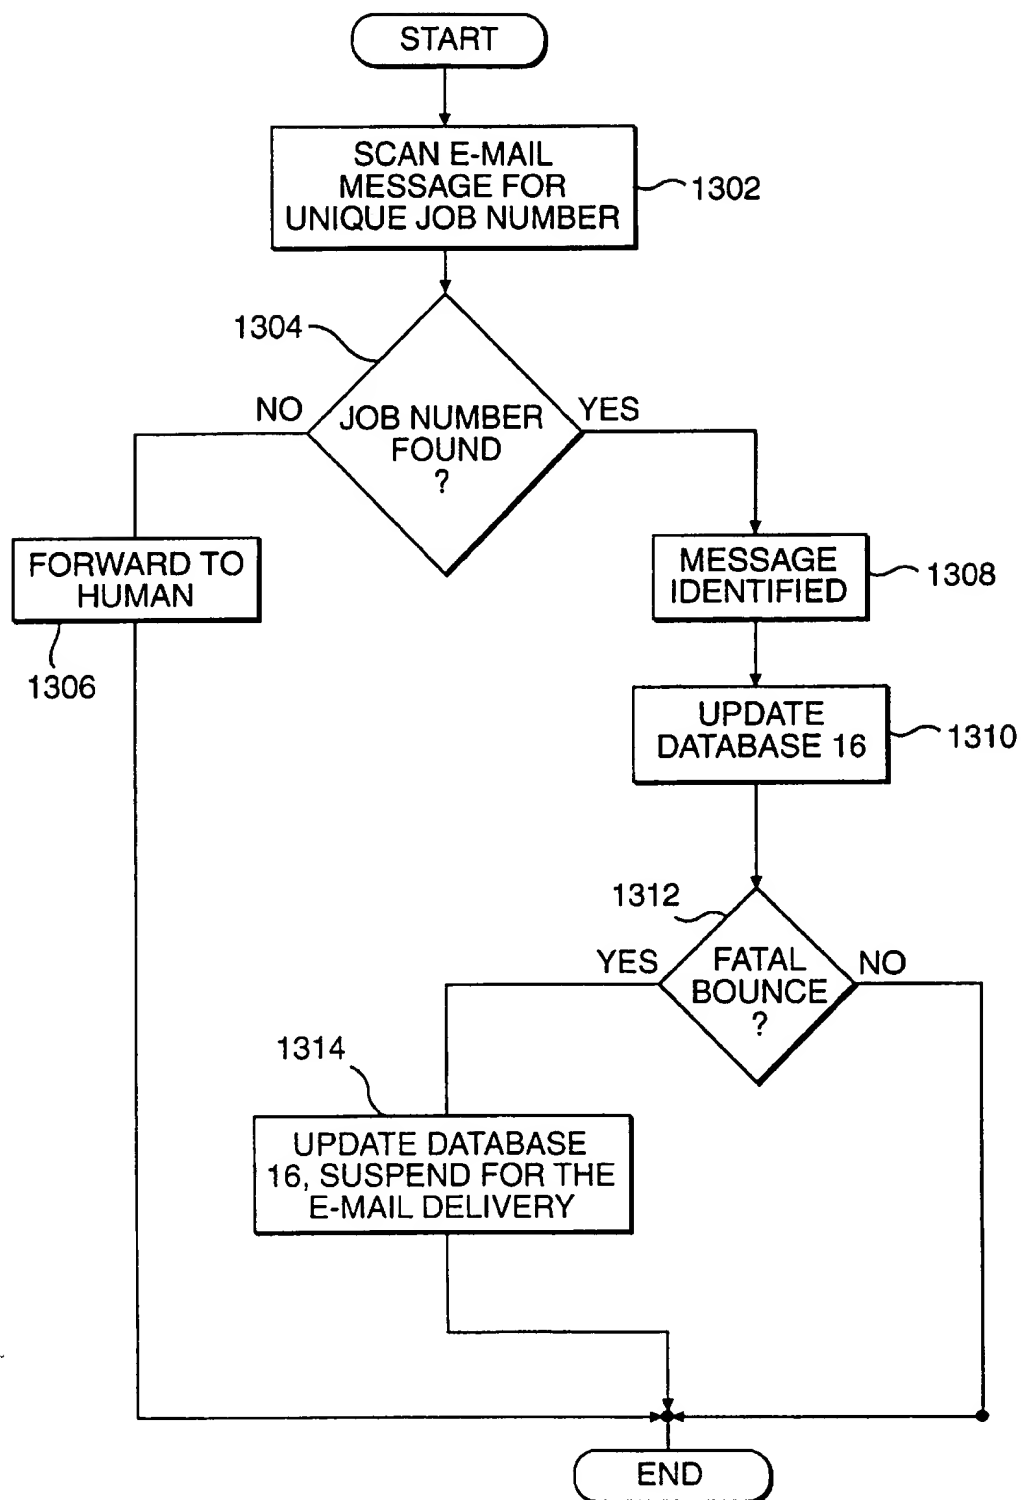 START
SCAN E-MAIL
MESSAGE FOR
UNIQUE JOB NUMBER
1302
1304
NO
JOB NUMBER
FOUND
?
YES
FORWARD TO
HUMAN
1306
MESSAGE
IDENTIFIED
1308
UPDATE
DATABASE 16
1310
1312
YES
FATAL
BOUNCE
?
NO
1314
UPDATE DATABASE
16, SUSPEND FOR THE
E-MAIL DELIVERY
END